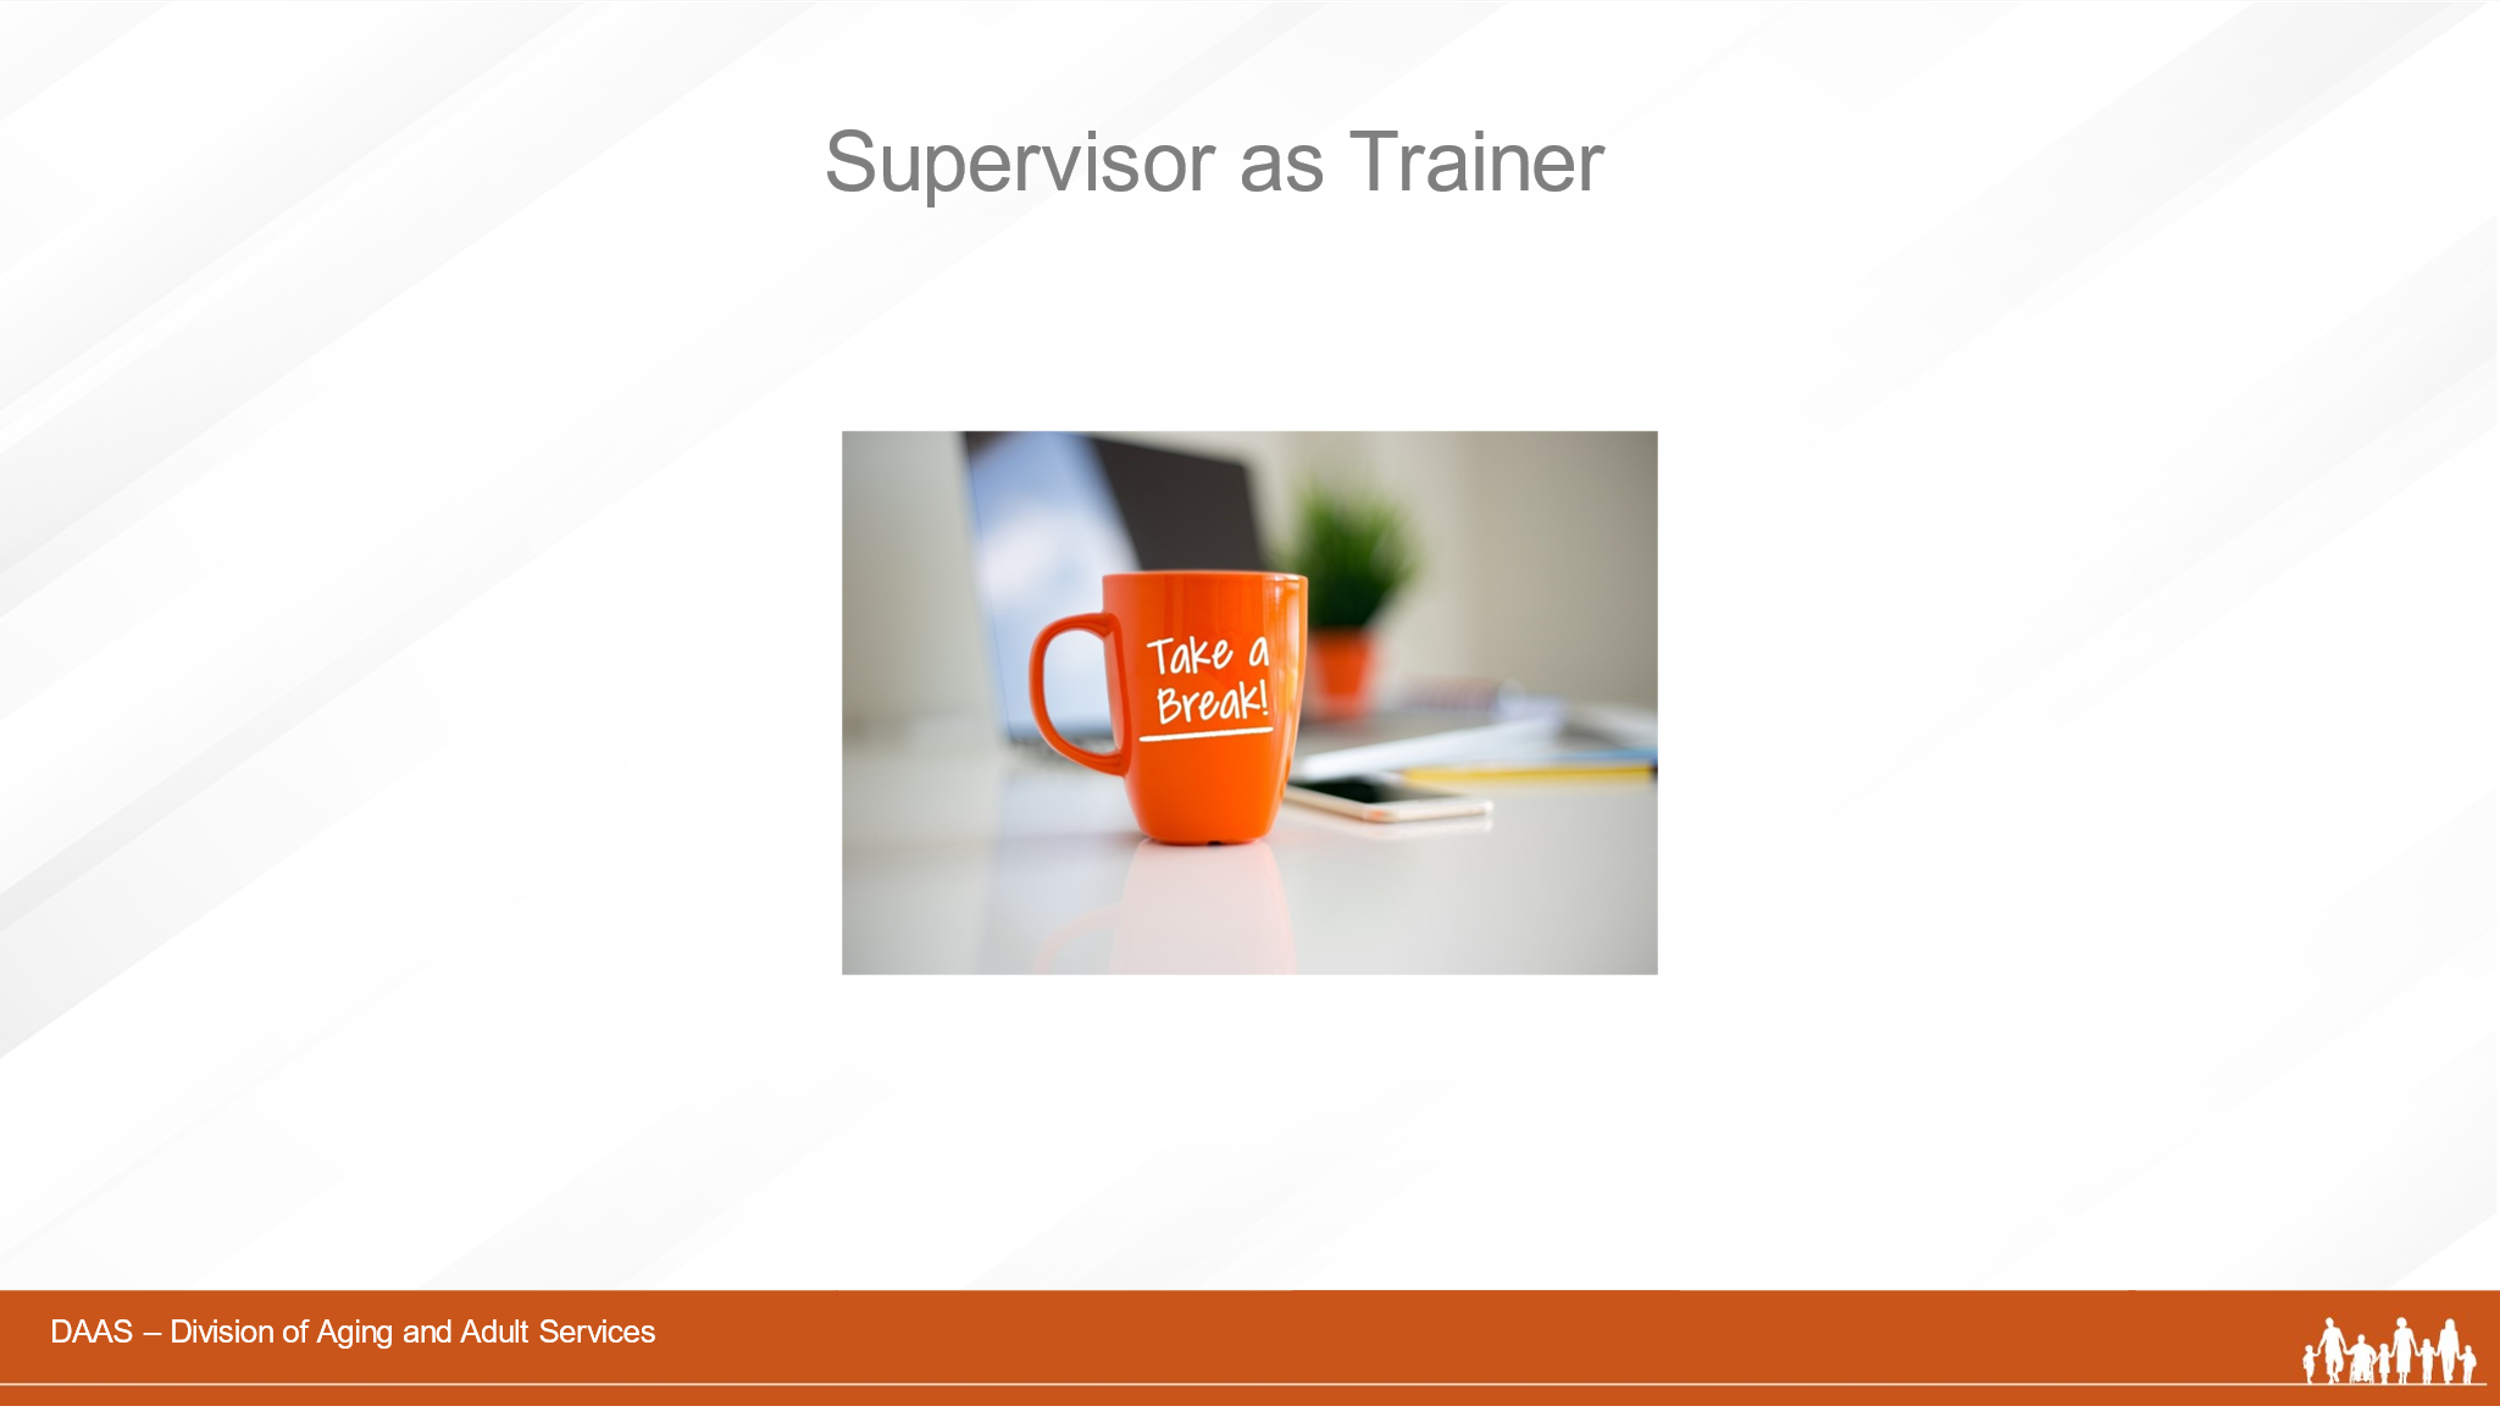 Supervisor as Trainer
Take a
Break!
DAAS – Division of Aging and Adult Services